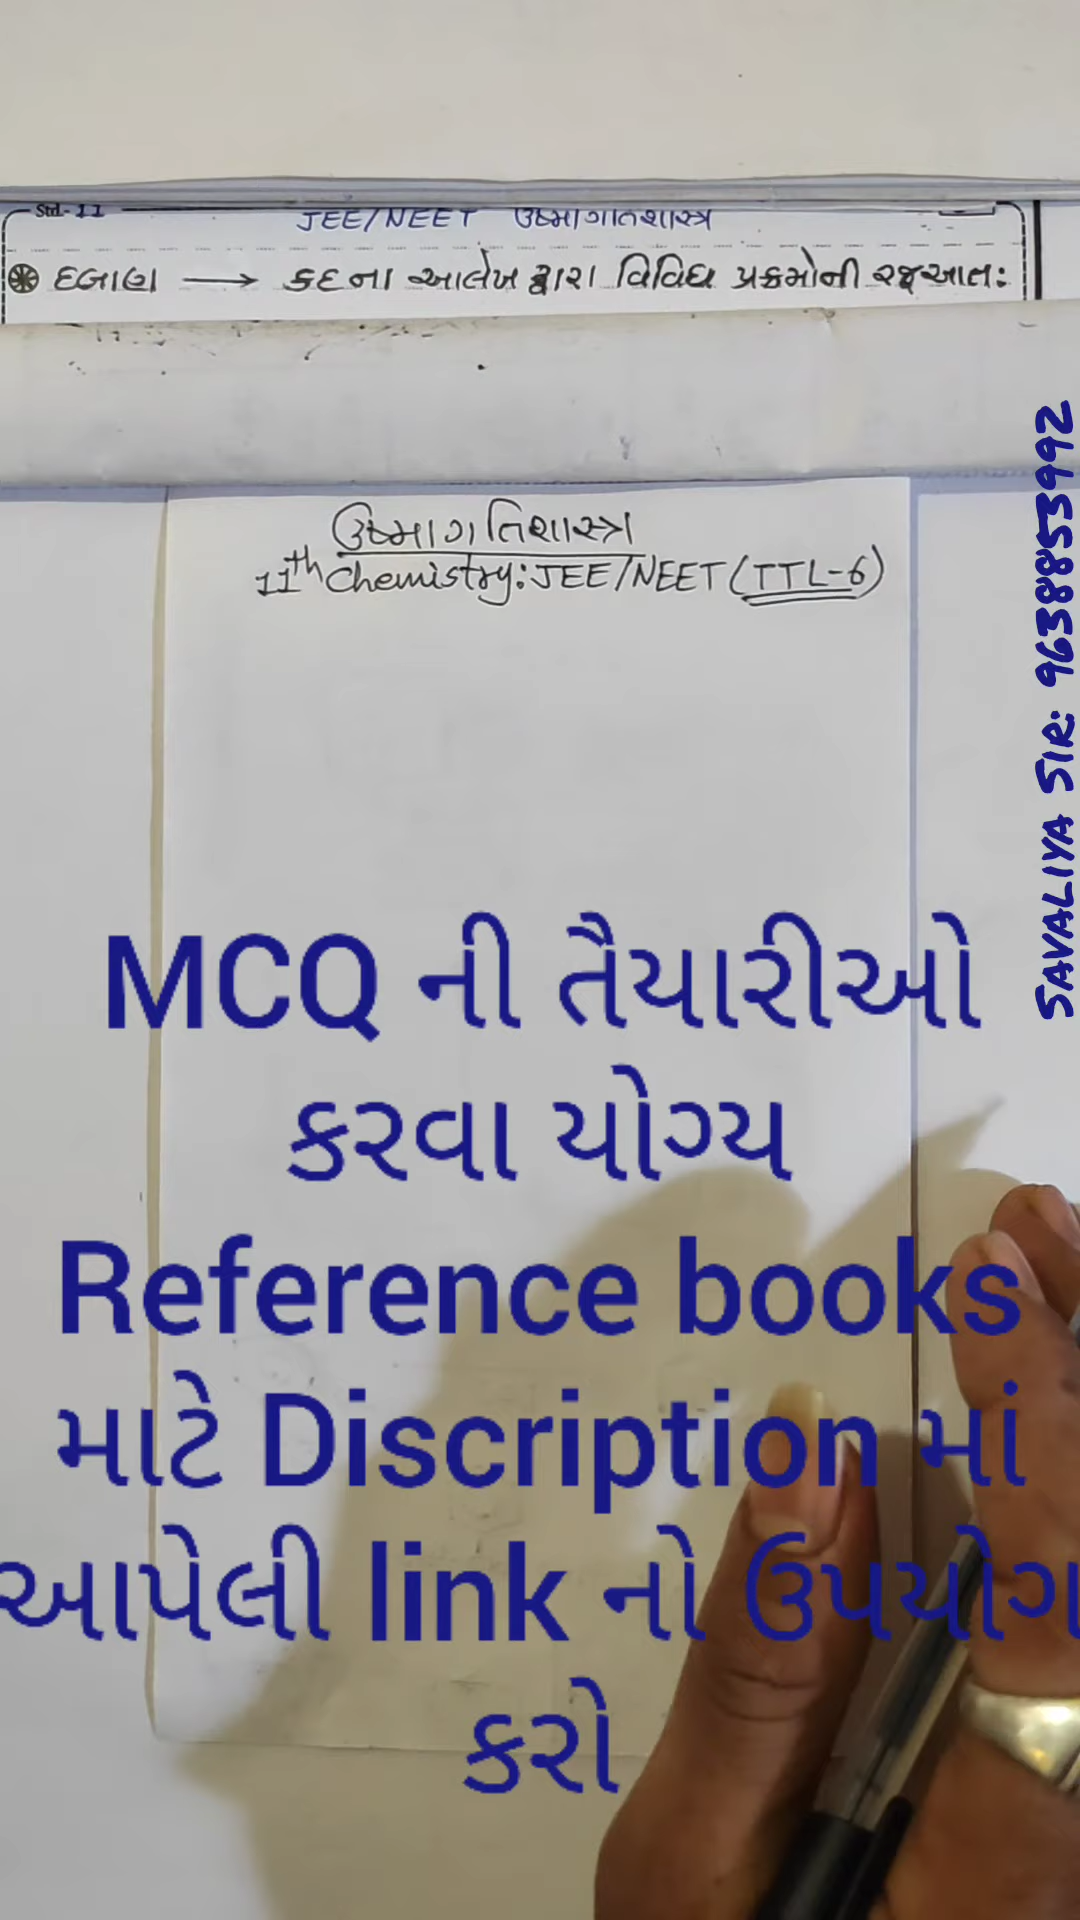 Std.-11
JEE/NEET ઉષ્માગતિશાસ્ત્ર
દબાણ ⟶ કદના આલેખ દ્વારા વિવિધ પ્રક્રમોની રજૂઆત:
ઉષ્માગતિશાસ્ત્ર
11th Chemistry: JEE/NEET (TTL-6)
SAVALIYA SIR: 9638853992
MCQ ની તૈયારીઓ
કરવા યોગ્ય
Reference books
માટે Discription માં
આપેલી link નો ઉપયોગ
કરો